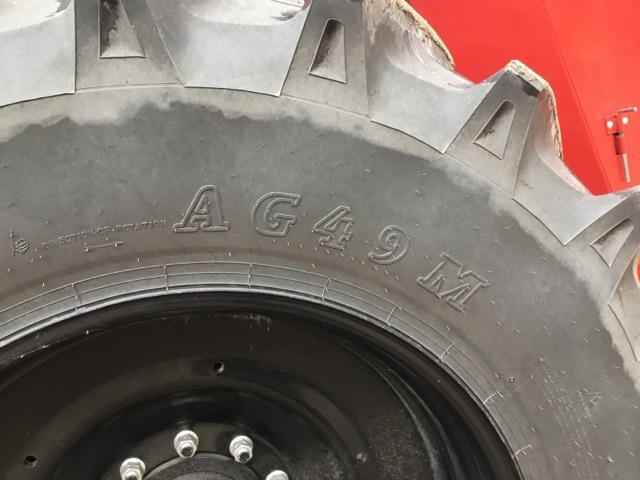 DIRECTION OF ROTATION
AG49M